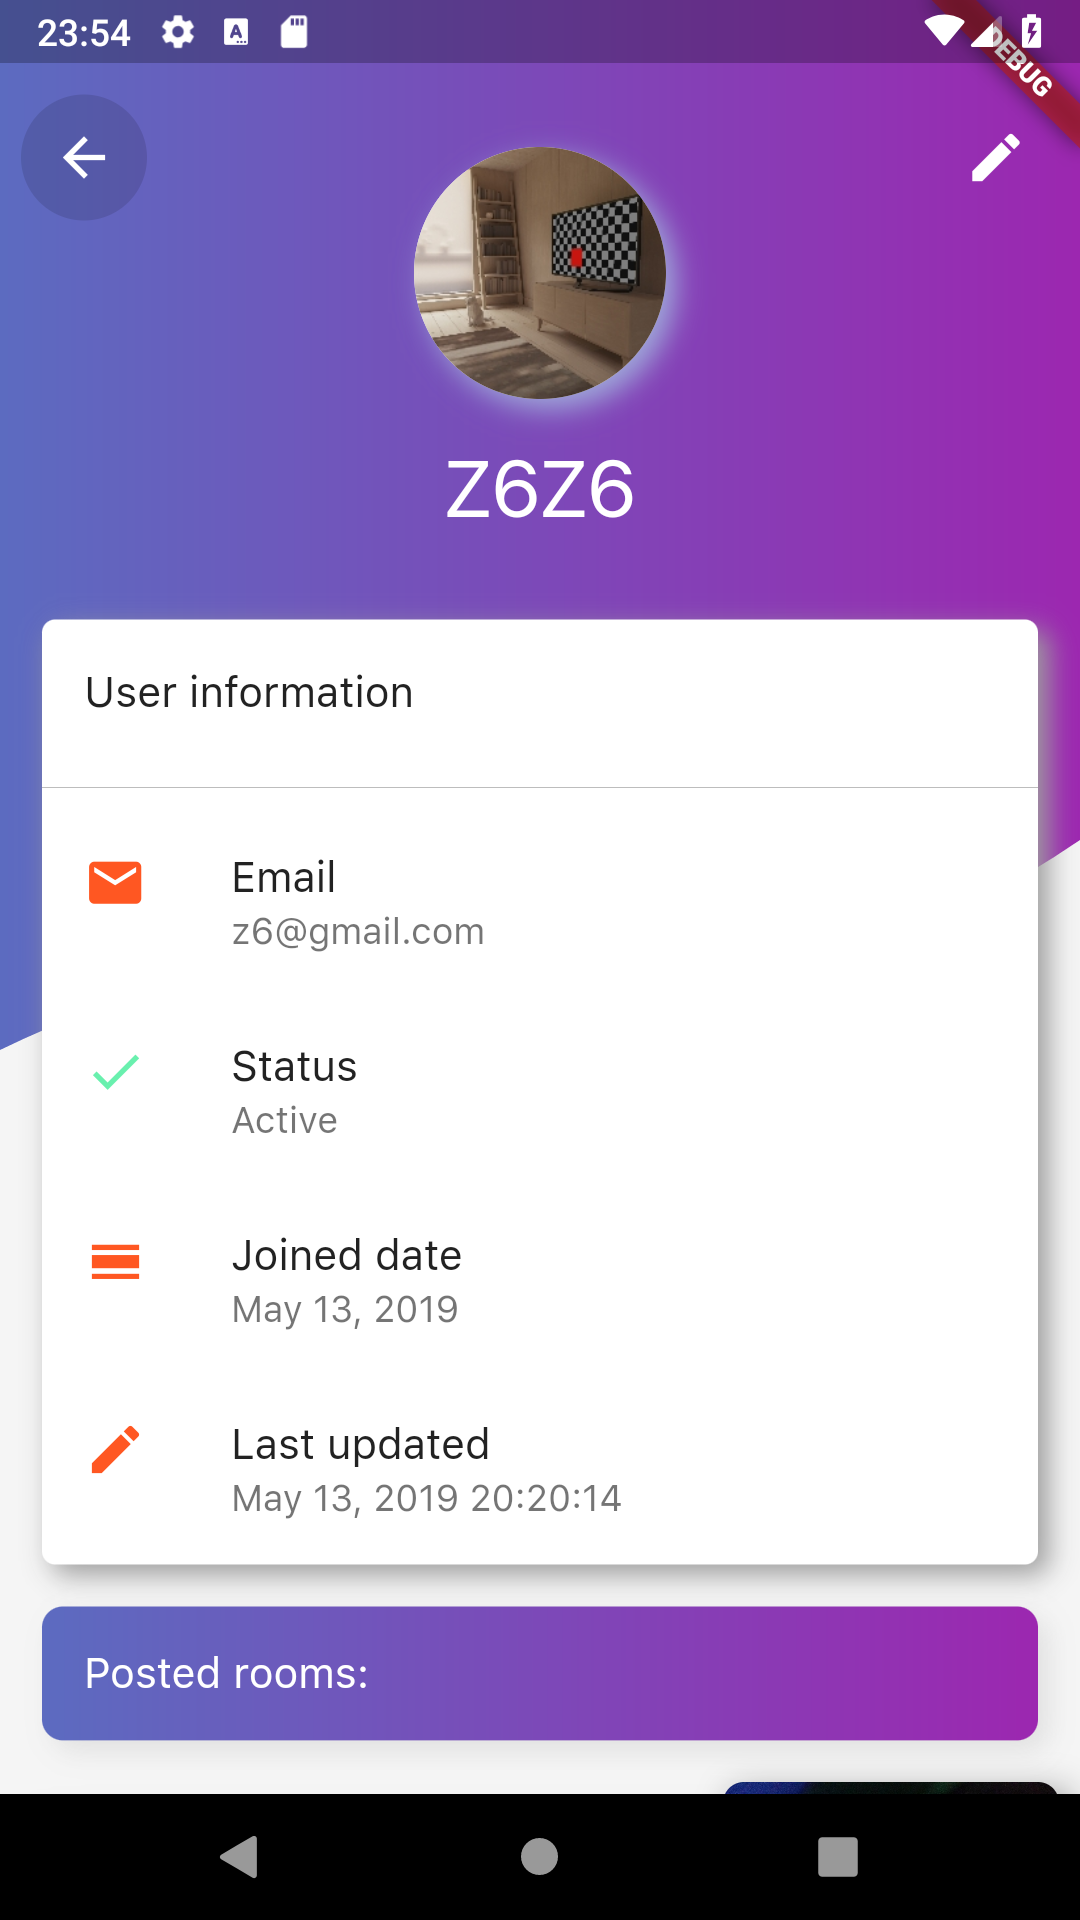 23:54
DEBUG
Z6Z6
User information
Email
z6@gmail.com
Status
Active
Joined date
May 13, 2019
Last updated
May 13, 2019 20:20:14
Posted rooms: